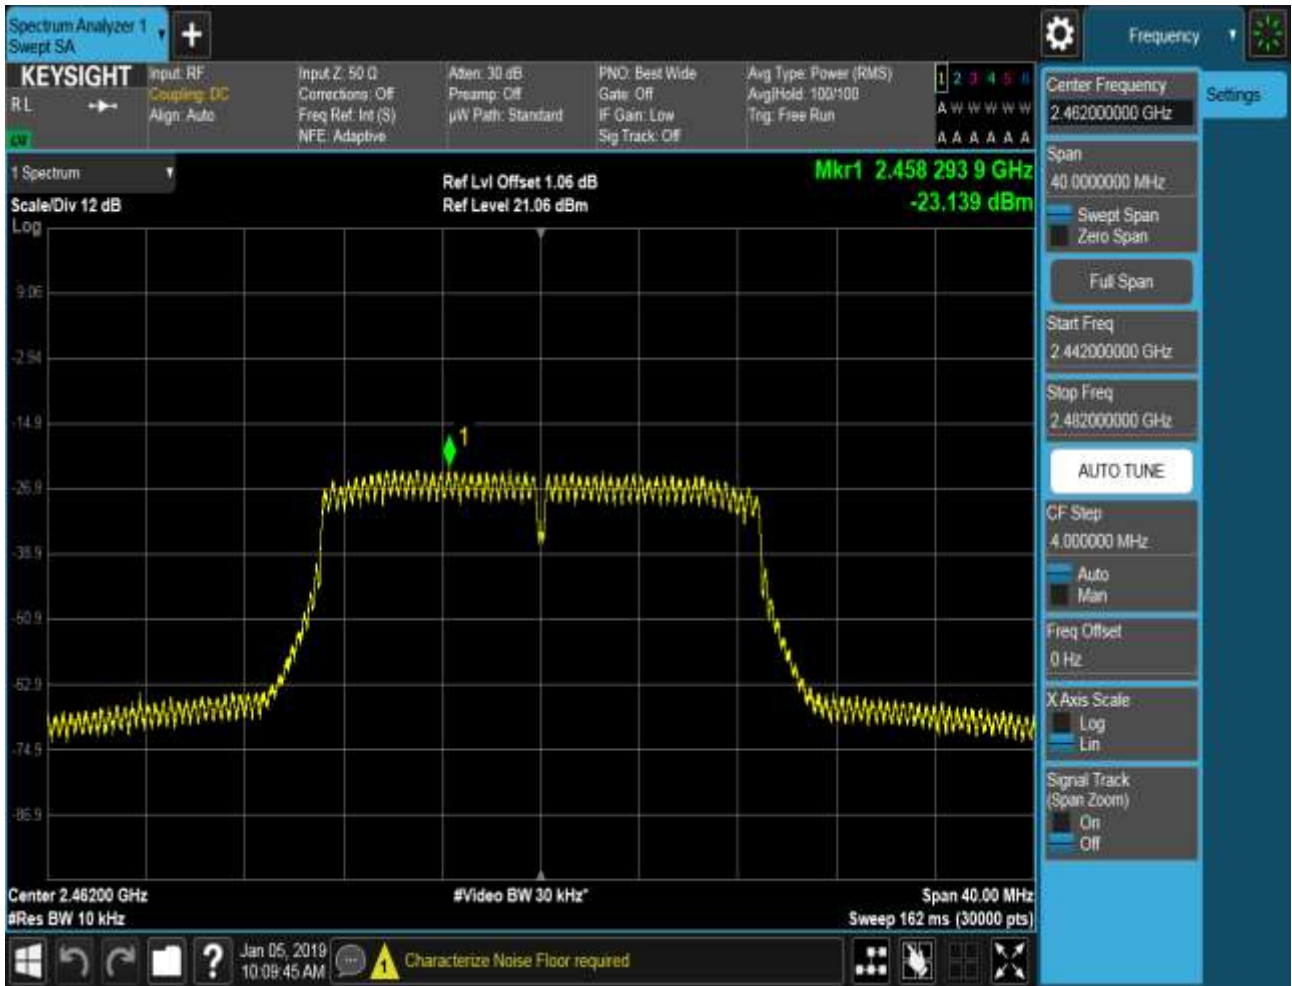 Spectrum Analyzer 1
Swept SA
+
Frequency
KEYSIGHT
R L
Input: RF
Coupling: DC
Align: Auto
Input Z: 50 Ω
Corrections: Off
Freq Ref: Int (S)
NFE: Adaptive
Atten: 30 dB
Preamp: Off
µW Path: Standard
PNO: Best Wide
Gate: Off
IF Gain: Low
Sig Track: Off
Avg Type: Power (RMS)
Avg|Hold: 100/100
Trig: Free Run
1 2 3 4 5 6
A W W W W W
A A A A A A
1 Spectrum
Scale/Div 12 dB
Log
Ref Lvl Offset 1.06 dB
Ref Level 21.06 dBm
Mkr1 2.458 293 9 GHz
-23.139 dBm
9.06
-2.94
-14.9
-26.9
-38.9
-50.9
-62.9
-74.9
-86.9
1
Center 2.46200 GHz
#Res BW 10 kHz
#Video BW 30 kHz*
Span 40.00 MHz
Sweep 162 ms (30000 pts)
Center Frequency
2.462000000 GHz
Settings
Span
40.0000000 MHz
Swept Span
Zero Span
Full Span
Start Freq
2.442000000 GHz
Stop Freq
2.482000000 GHz
AUTO TUNE
CF Step
4.000000 MHz
Auto
Man
Freq Offset
0 Hz
X Axis Scale
Log
Lin
Signal Track
(Span Zoom)
On
Off
?
Jan 05, 2019
10:09:45 AM
1
Characterize Noise Floor required